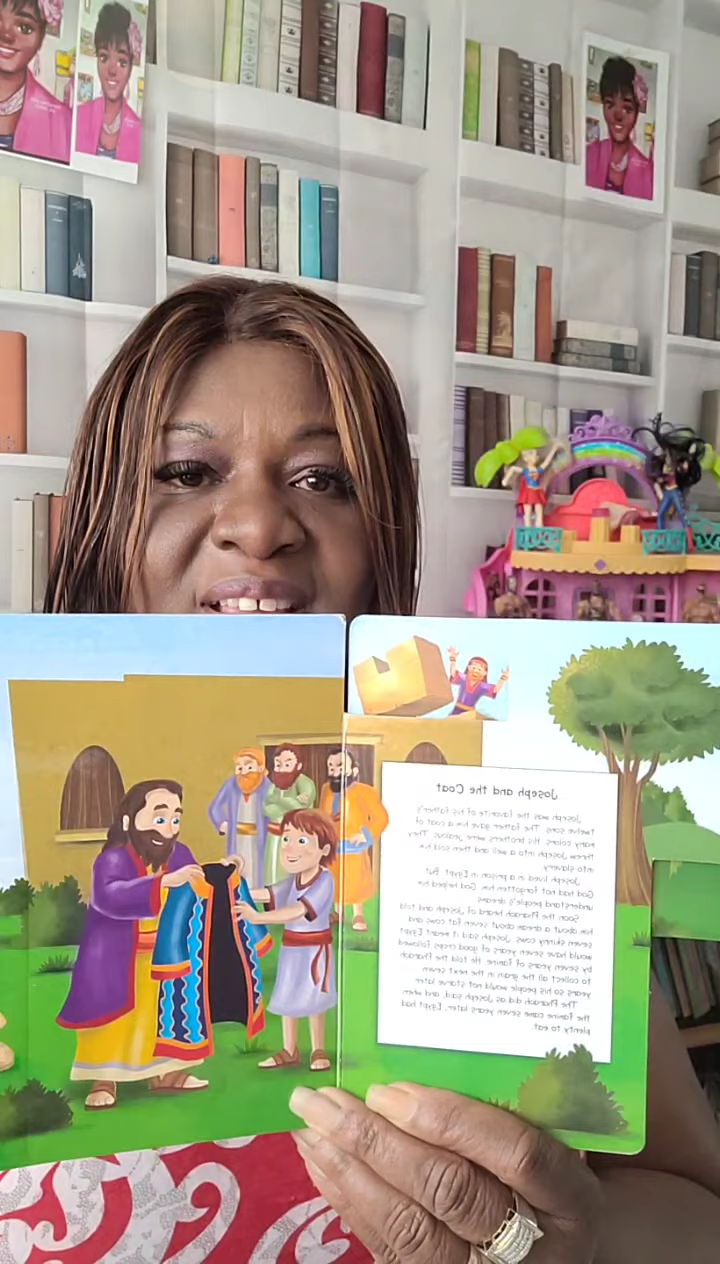 Joseph and the Coat
Joseph was the favorite of his father's
twelve sons. The father gave him a coat of
many colors. His brothers were jealous. They
threw Joseph into a well and then sold him
into slavery.
Joseph lived in a prison in Egypt. But
God had not forgotten him. God helped him
understand people's dreams.
Soon the Pharaoh heard of Joseph and told
him about a dream about seven fat cows and
seven skinny cows. Joseph said it meant Egypt
would have seven years of good crops followed
by seven years of famine. He told the Pharaoh
to collect all the grain in the next seven
years so his people would not starve later.
The Pharaoh did as Joseph said, and when
the famine came seven years later, Egypt had
plenty to eat.